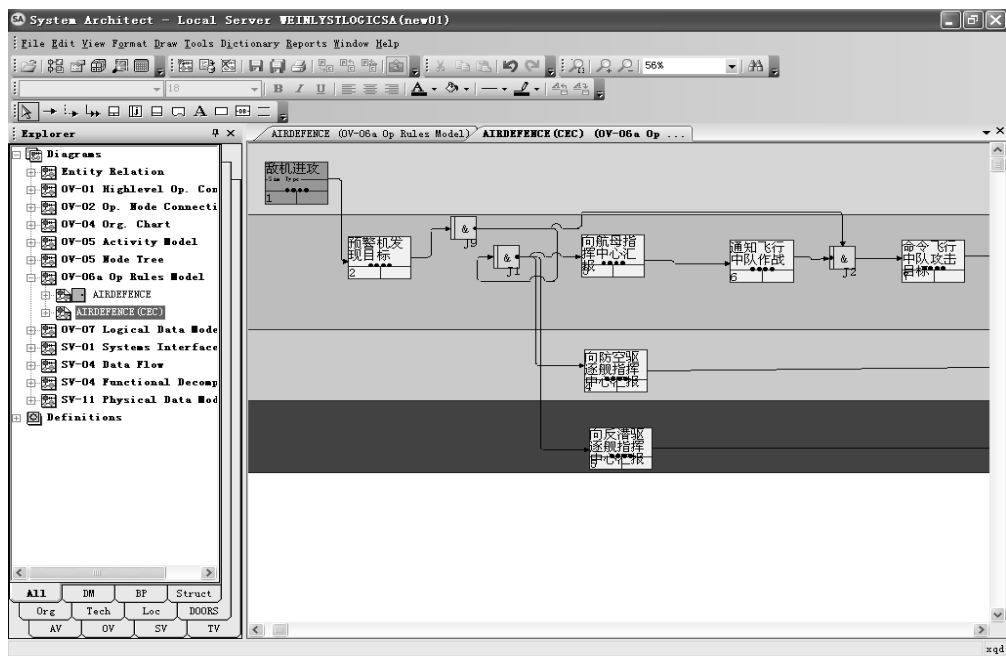 System Architect - Local Server WEINLYSTLOGICSA(new01)
File Edit View Format Draw Tools Dictionary Reports Window Help
56%
18
B I U
A
Explorer
AIRDEFENCE (OV-06a Op Rules Model)
AIRDEFENCE(CEC) (OV-06a Op ...
Diagrams
Entity Relation
OV-01 Highlevel Op. Con
OV-02 Op. Node Connecti
OV-04 Org. Chart
OV-05 Activity Model
OV-05 Node Tree
OV-06a Op Rules Model
AIRDEFENCE
AIRDEFENCE(CEC)
OV-07 Logical Data Mode
SV-01 Systems Interface
SV-04 Data Flow
SV-04 Functional Decomp
SV-11 Physical Data Mod
Definitions
敌机进攻
1
预警机发
现目标
2
&
J9
&
J1
向航母指
挥中心汇
报
通知飞行
中队作战
6
&
J2
命令飞行
中队攻击
目标
向防空驱
逐舰指挥
中心汇报
向反潜驱
逐舰指挥
中心汇报
All DM BP Struct
Org Tech Loc DOORS
AV OV SV TV
xqd